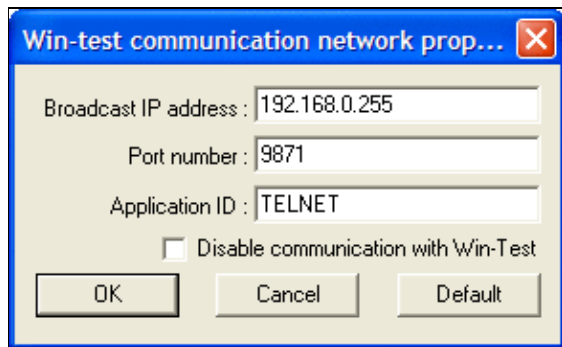 Win-test communication network prop...
Broadcast IP address : 192.168.0.255
Port number : 9871
Application ID : TELNET
Disable communication with Win-Test
OK Cancel Default